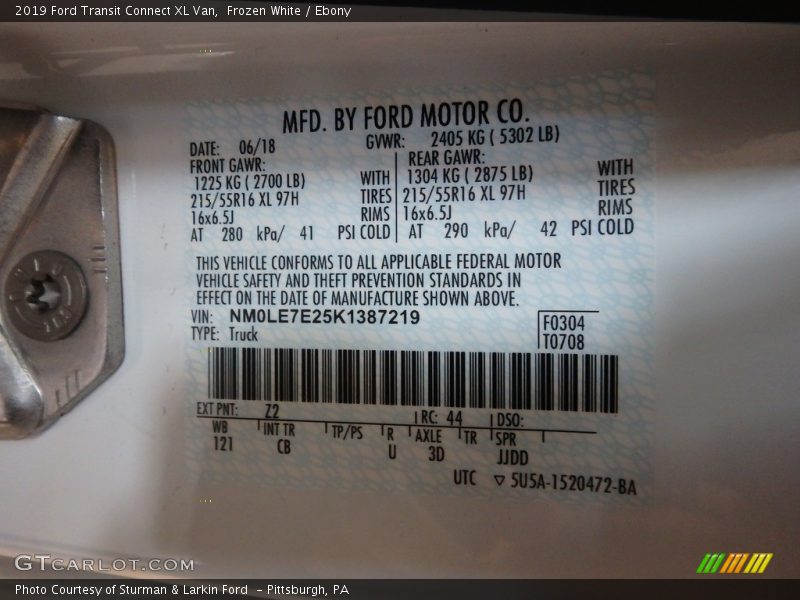 2019 Ford Transit Connect XL Van,  Frozen White / Ebony
MFD. BY FORD MOTOR CO.
DATE: 06/18 GVWR: 2405 KG ( 5302 LB)
FRONT GAWR: REAR GAWR:
1225 KG ( 2700 LB) WITH 1304 KG ( 2875 LB) WITH
215/55R16 XL 97H TIRES 215/55R16 XL 97H TIRES
16x6.5J RIMS 16x6.5J RIMS
AT 280 kPa/ 41 PSI COLD AT 290 kPa/ 42 PSI COLD
THIS VEHICLE CONFORMS TO ALL APPLICABLE FEDERAL MOTOR
VEHICLE SAFETY AND THEFT PREVENTION STANDARDS IN
EFFECT ON THE DATE OF MANUFACTURE SHOWN ABOVE.
VIN: NM0LE7E25K1387219 F0304
TYPE: Truck T0708
EXT PNT: Z2 RC: 44 DSO:
WB INT TR TP/PS R AXLE TR SPR
121 CB U 3D JJDD
UTC ▽ 5U5A-1520472-BA
GTCARLOT.COM
Photo Courtesy of Sturman & Larkin Ford  - Pittsburgh, PA